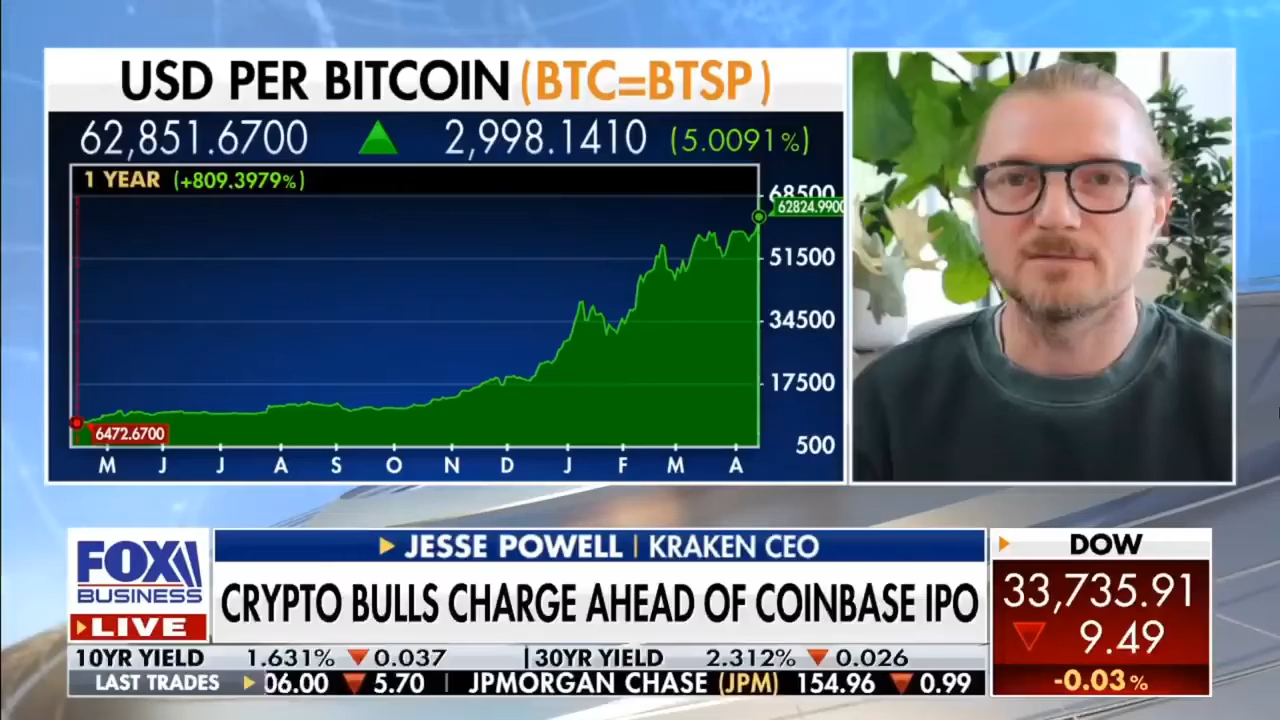 USD PER BITCOIN (BTC=BTSP)
62,851.6700 ▲ 2,998.1410 (5.0091%)
1 YEAR (+809.3979%)
68500
62824.9900
51500
34500
17500
500
6472.6700
M J J A S O N D J F M A
JESSE POWELL | KRAKEN CEO
CRYPTO BULLS CHARGE AHEAD OF COINBASE IPO
FOX
BUSINESS
LIVE
DOW
33,735.91
▼ 9.49
-0.03%
10YR YIELD 1.631% ▼ 0.037 | 30YR YIELD 2.312% ▼ 0.026
LAST TRADES 06.00 ▼ 5.70 | JPMORGAN CHASE (JPM) 154.96 ▼ 0.99